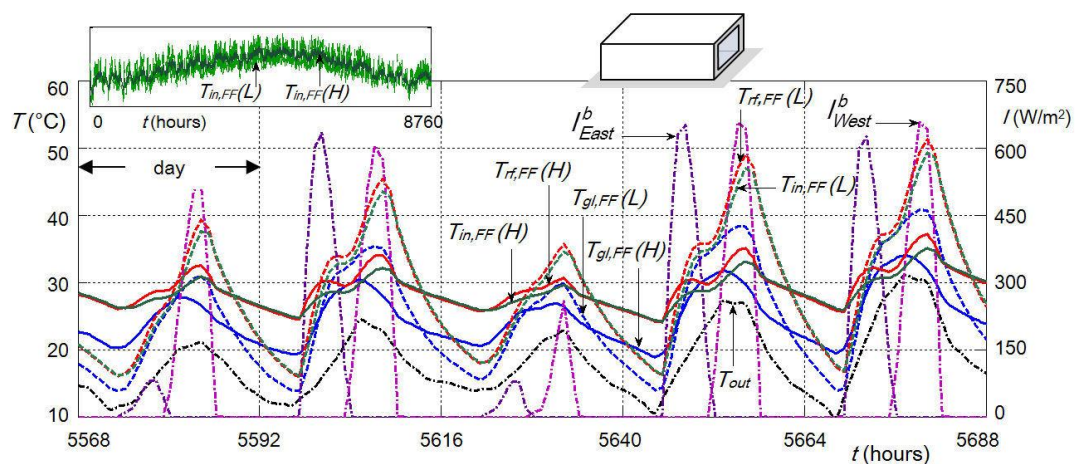 T_in,FF(L) T_in,FF(H)
0 t(hours) 8760
60 750
T (°C) T_rf,FF(L) I^b_East I^b_West I (W/m²)
50 600
day T_rf,FF(H) T_gl,FF(L) T_in,FF(L)
40 450
T_in,FF(H) T_gl,FF(H)
30 300
20 150
T_out
10 0
5568 5592 5616 5640 5664 5688
t (hours)